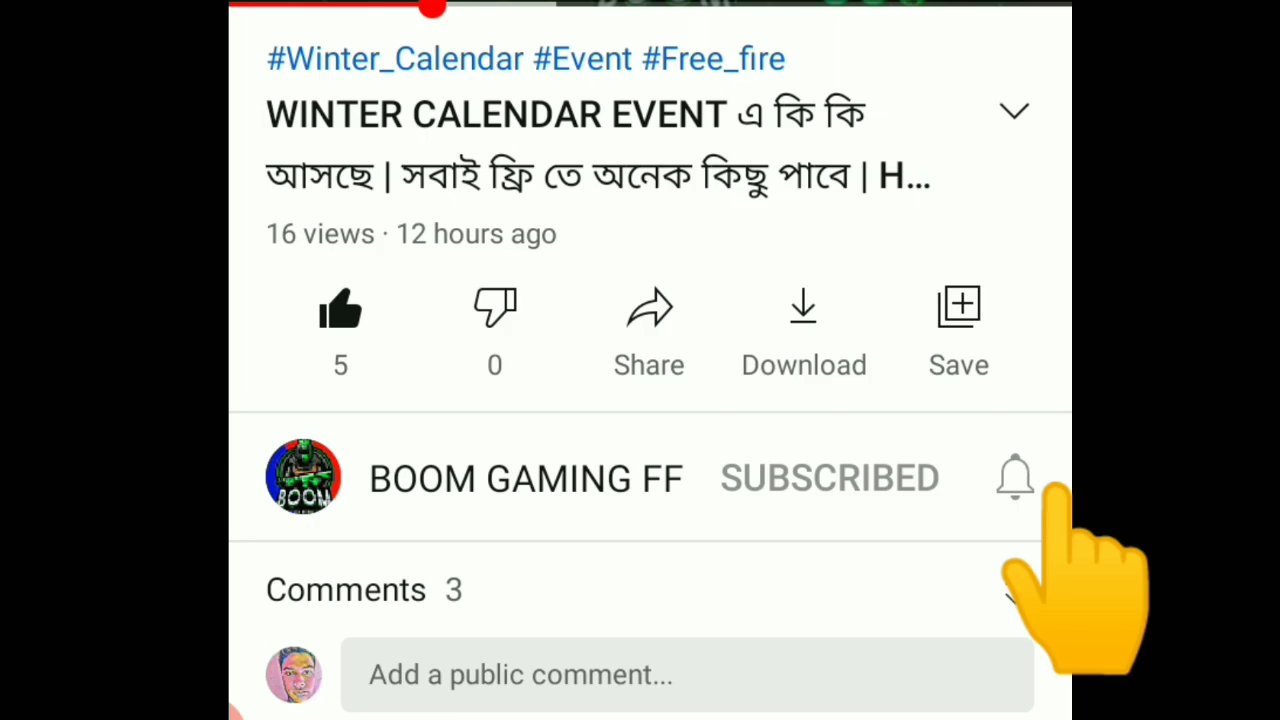 #Winter_Calendar #Event #Free_fire
WINTER CALENDAR EVENT এ কি কি
আসছে | সবাই ফ্রি তে অনেক কিছু পাবে | H...
16 views · 12 hours ago
5
0
Share
Download
Save
BOOM
BOOM GAMING FF SUBSCRIBED
Comments 3
Add a public comment...